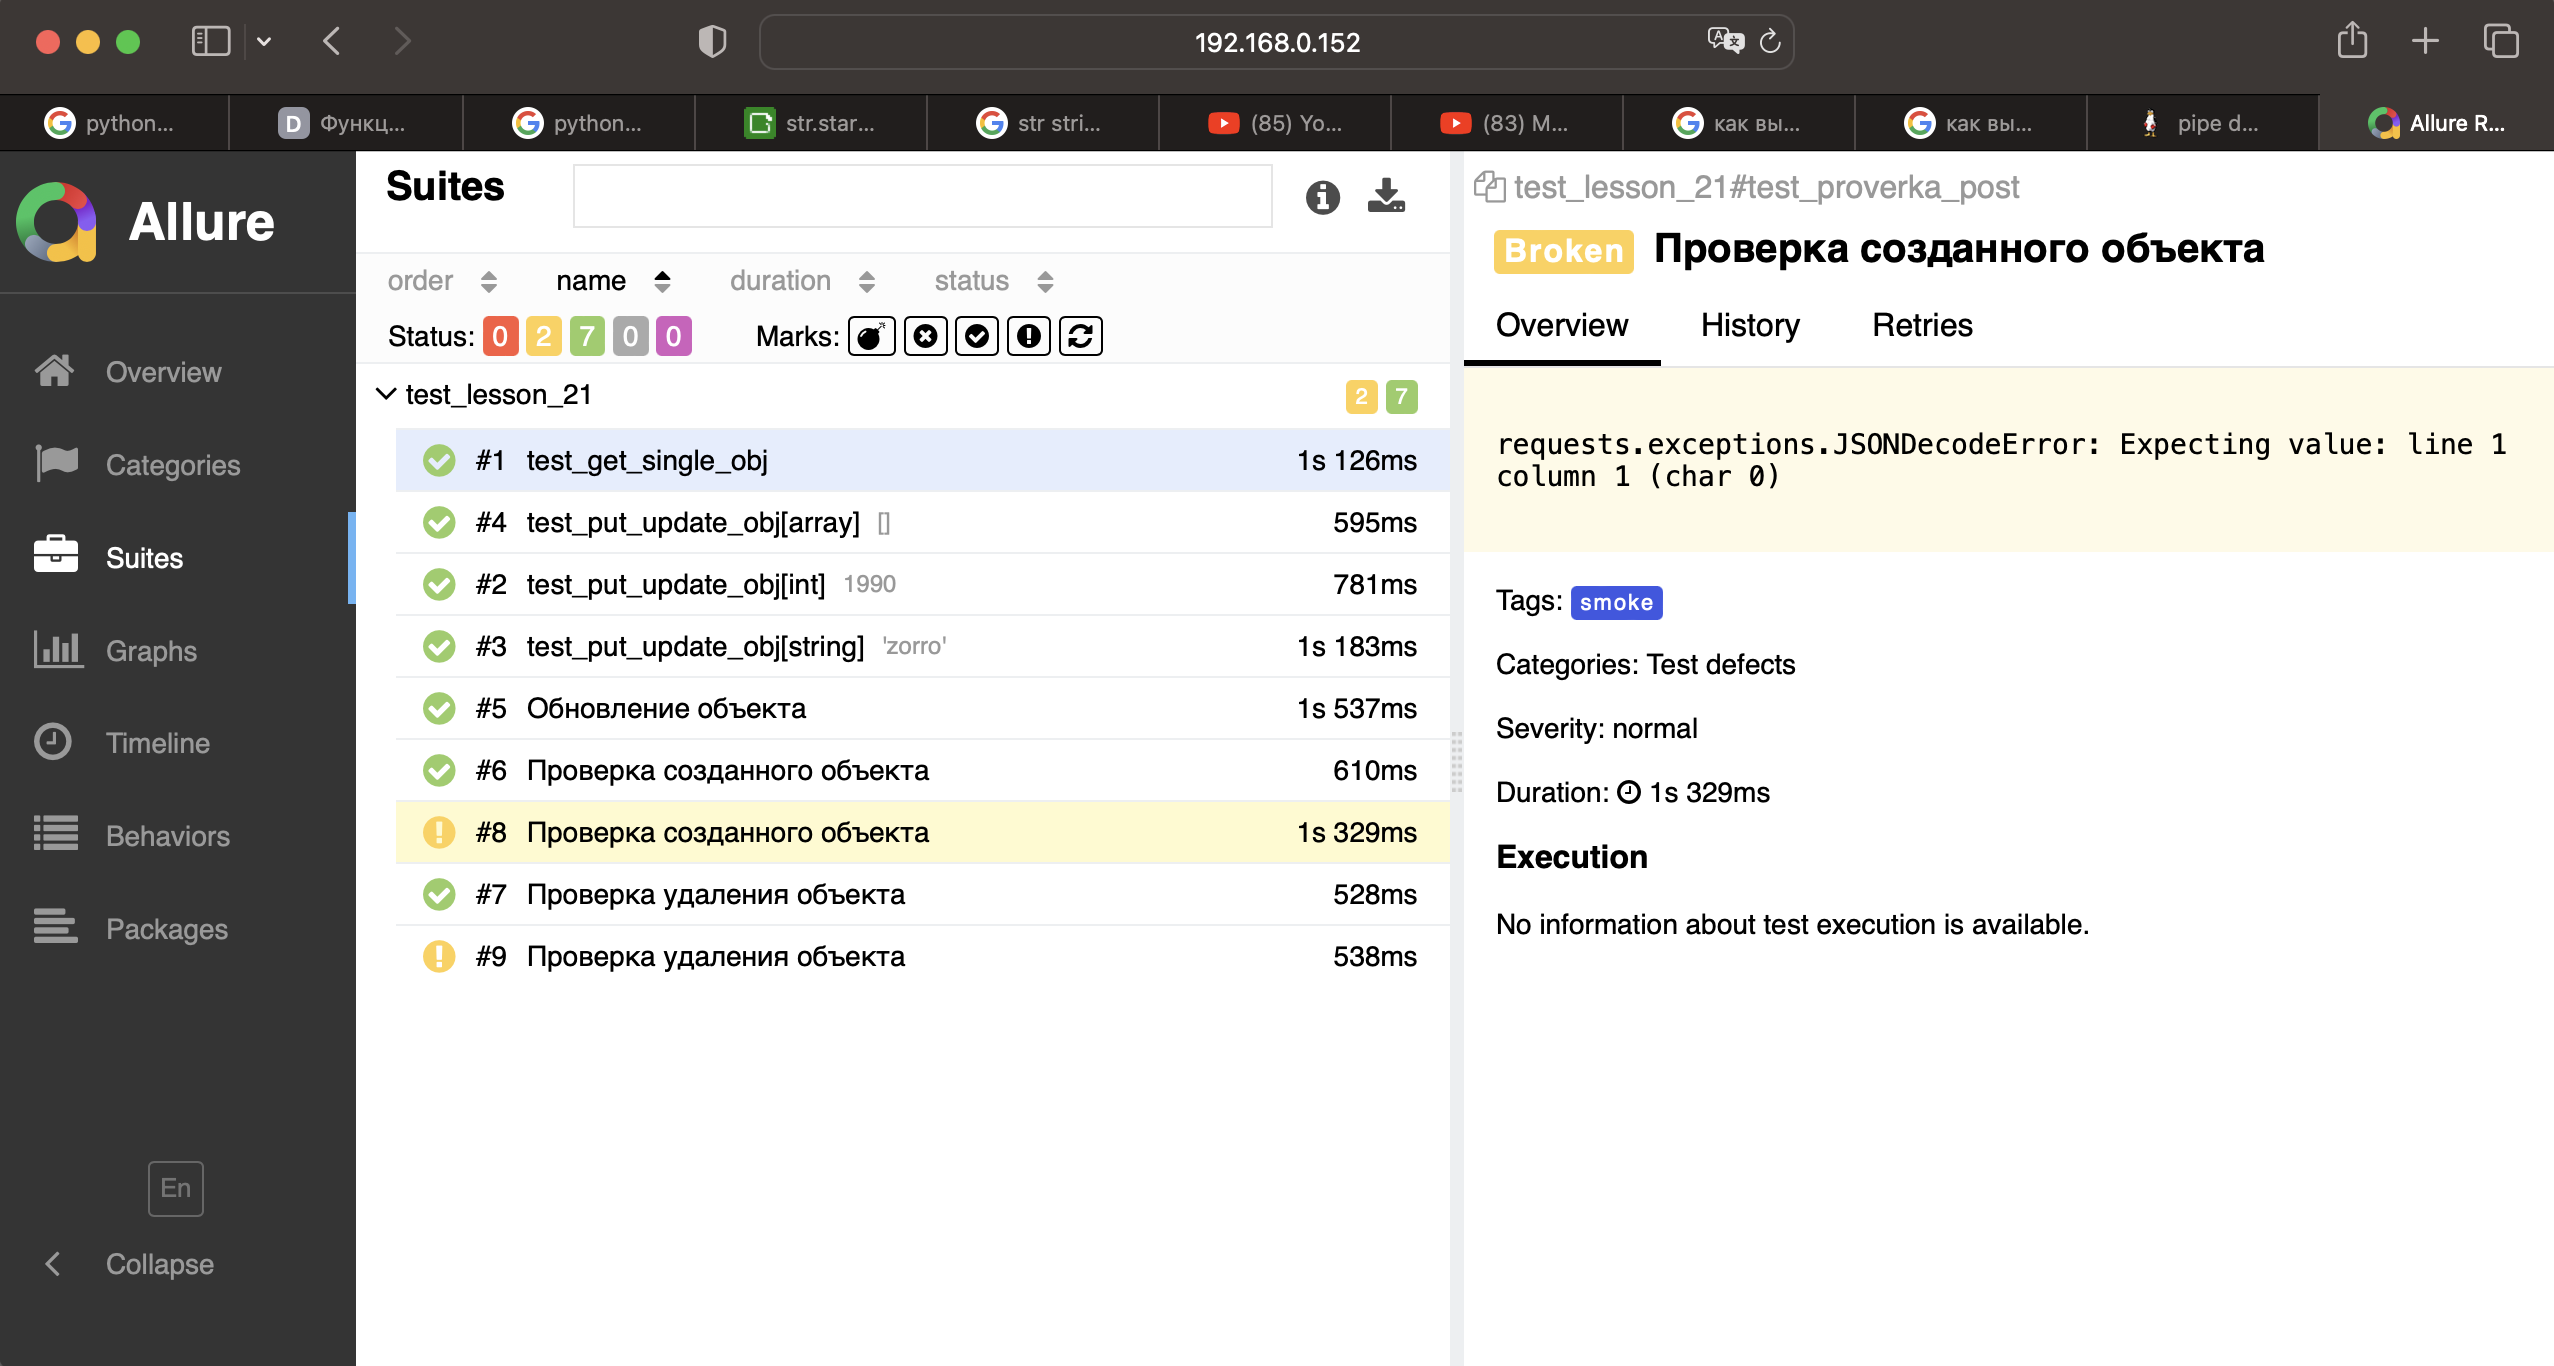 192.168.0.152
python...
D Функц...
python...
str.star...
str stri...
(85) Yo...
(83) M...
как вы...
как вы...
pipe d...
Allure R...
Allure
Overview
Categories
Suites
Graphs
Timeline
Behaviors
Packages
En
Collapse
Suites
order name duration status
Status: 0 2 7 0 0 Marks:
test_lesson_21 2 7
#1 test_get_single_obj 1s 126ms
#4 test_put_update_obj[array] [] 595ms
#2 test_put_update_obj[int] 1990 781ms
#3 test_put_update_obj[string] 'zorro' 1s 183ms
#5 Обновление объекта 1s 537ms
#6 Проверка созданного объекта 610ms
#8 Проверка созданного объекта 1s 329ms
#7 Проверка удаления объекта 528ms
#9 Проверка удаления объекта 538ms
test_lesson_21#test_proverka_post
Broken Проверка созданного объекта
Overview History Retries
requests.exceptions.JSONDecodeError: Expecting value: line 1
column 1 (char 0)
Tags: smoke
Categories: Test defects
Severity: normal
Duration: 1s 329ms
Execution
No information about test execution is available.